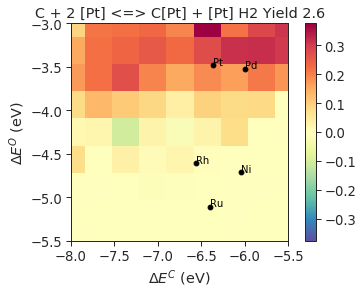 C + 2 [Pt] <=> C[Pt] + [Pt] H2 Yield 2.6
−3.0
−3.5
−4.0
−4.5
−5.0
−5.5
ΔE^O (eV)
Pt
Pd
Rh
Ni
Ru
−8.0
−7.5
−7.0
−6.5
−6.0
−5.5
ΔE^C (eV)
0.3
0.2
0.1
0.0
−0.1
−0.2
−0.3